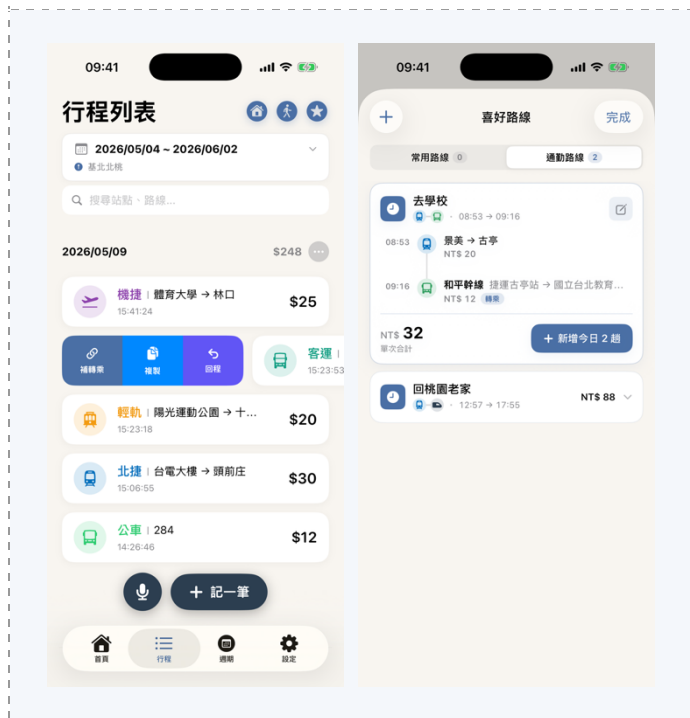 09:41
行程列表
2026/05/04 ~ 2026/06/02
基北北桃
搜尋站點、路線...
2026/05/09
$248
機捷 | 體育大學 → 林口
15:41:24
$25
補轉乘
複製
回程
客運 |
15:23:53
輕軌 | 陽光運動公園 → 十...
15:23:18
$20
北捷 | 台電大樓 → 頭前庄
15:06:55
$30
公車 | 284
14:26:46
$12
+ 記一筆
首頁
行程
週期
設定
09:41
喜好路線
完成
常用路線 0
通勤路線 2
去學校
· 08:53 → 09:16
08:53
景美 → 古亭
NT$ 20
09:16
和平幹線 捷運古亭站 → 國立台北教育...
NT$ 12 轉乘
NT$ 32
單次合計
+ 新增今日 2 趟
回桃園老家
· 12:57 → 17:55
NT$ 88